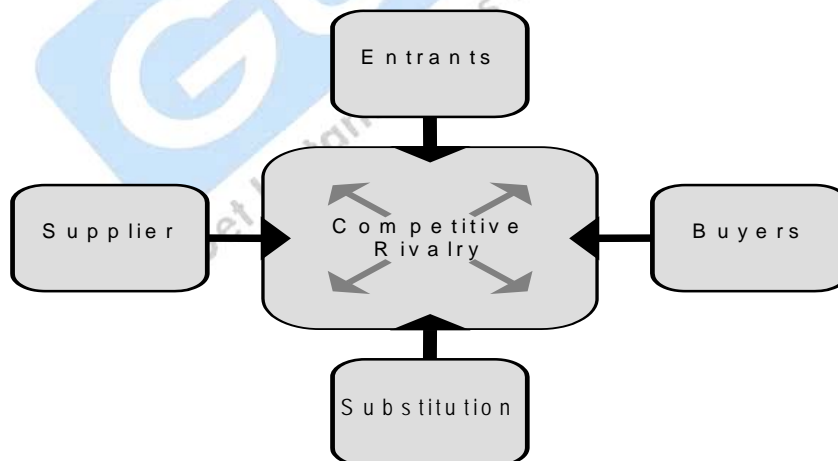 Entrants
Supplier
Competitive
Rivalry
Buyers
Substitution